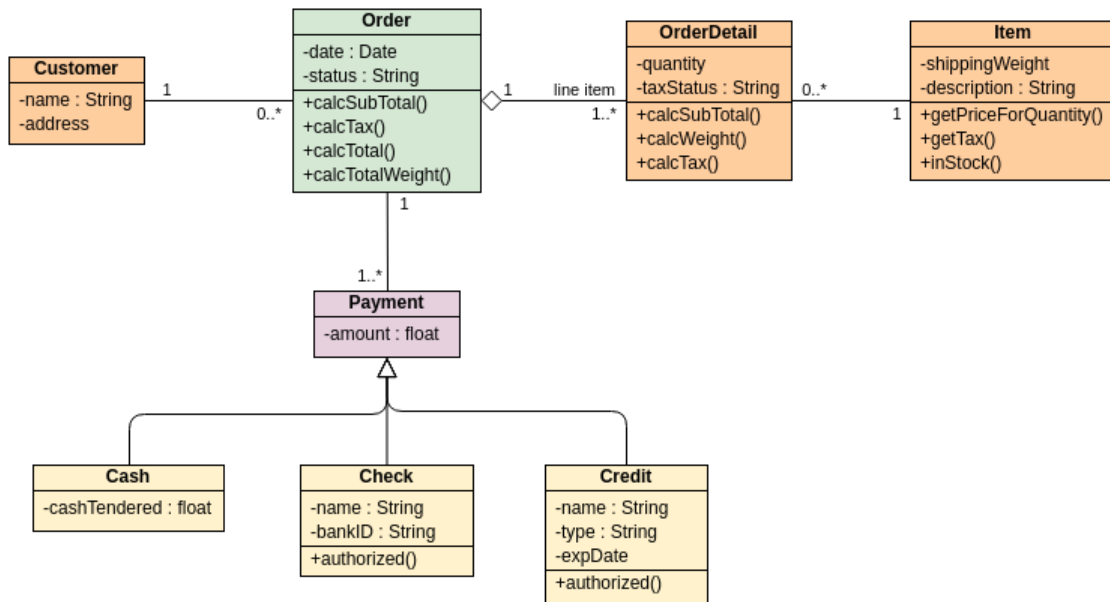 Customer
-name : String
-address
1
0..*
Order
-date : Date
-status : String
+calcSubTotal()
+calcTax()
+calcTotal()
+calcTotalWeight()
1
line item
1..*
OrderDetail
-quantity
-taxStatus : String
+calcSubTotal()
+calcWeight()
+calcTax()
0..*
1
Item
-shippingWeight
-description : String
+getPriceForQuantity()
+getTax()
+inStock()
1
1..*
Payment
-amount : float
Cash
-cashTendered : float
Check
-name : String
-bankID : String
+authorized()
Credit
-name : String
-type : String
-expDate
+authorized()